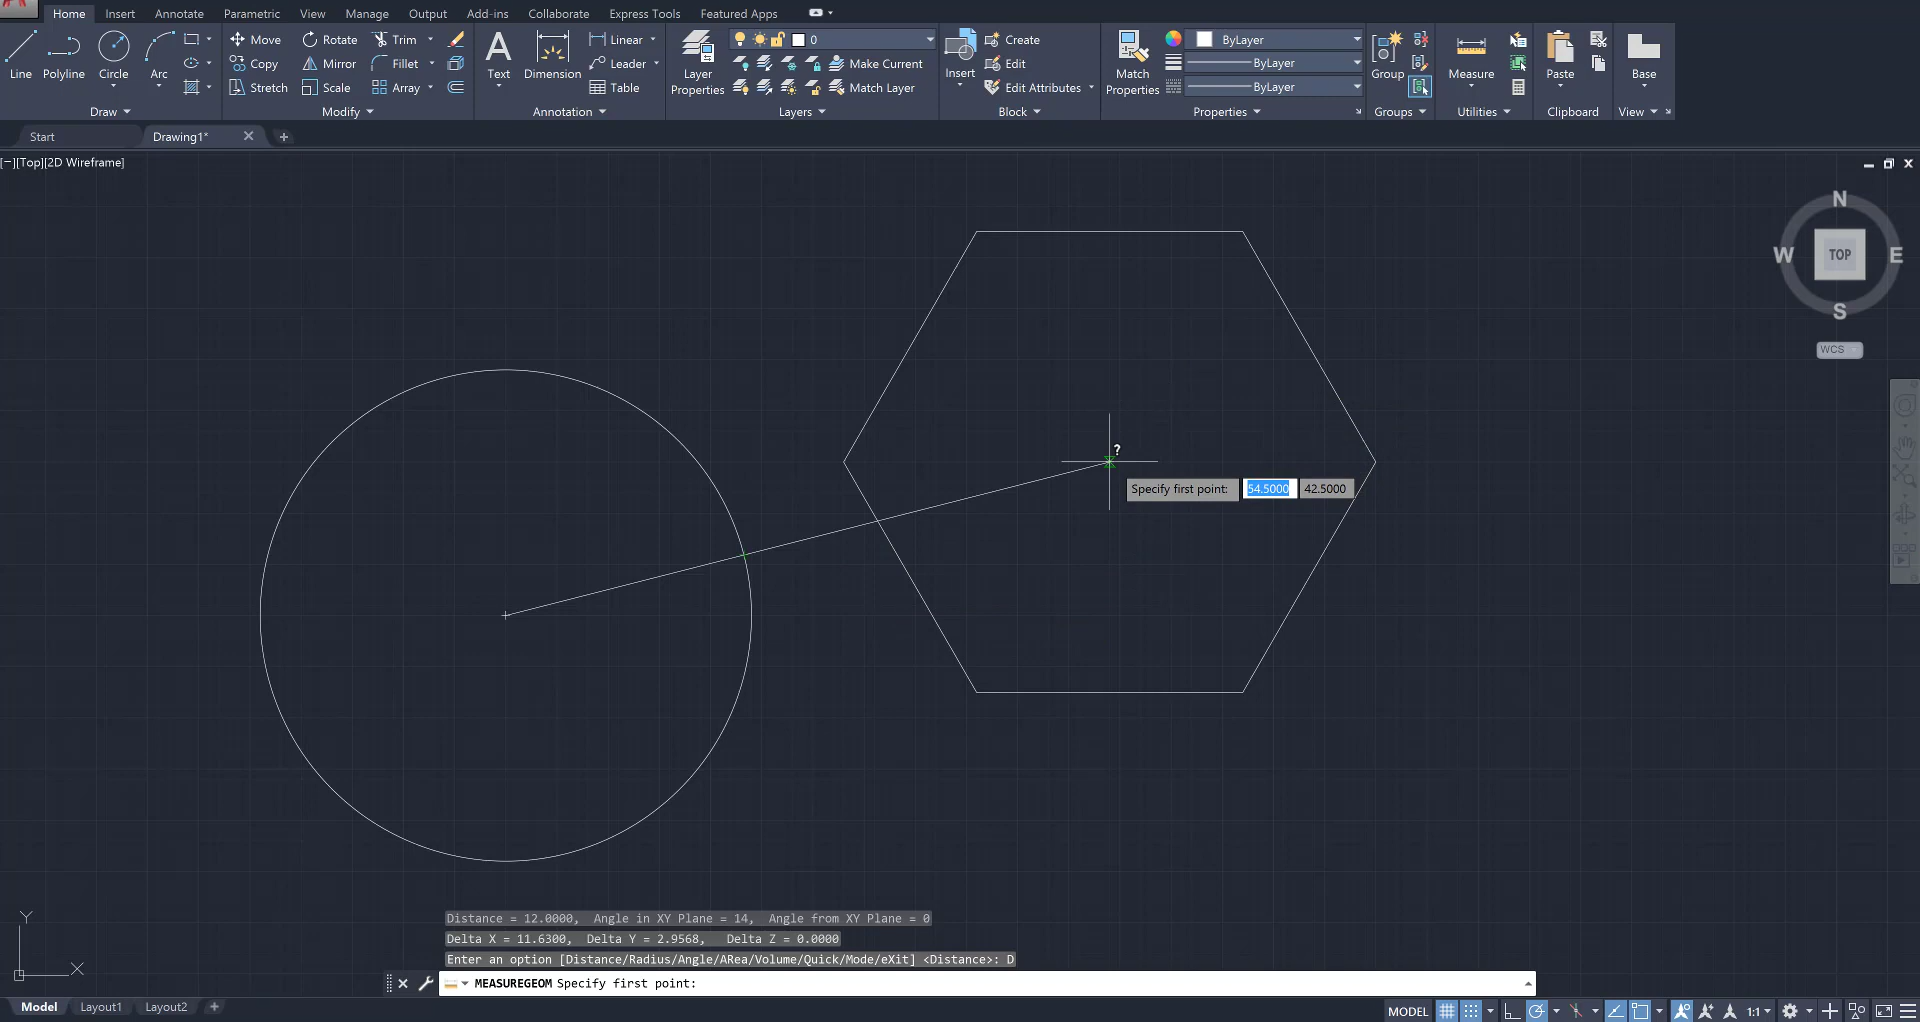 Home Insert Annotate Parametric View Manage Output Add-ins Collaborate Express Tools Featured Apps
Line Polyline Circle Arc
Move Rotate Trim
Copy Mirror Fillet
Stretch Scale Array
Text Dimension
Linear
Leader
Table
Layer
Properties
0
Make Current
Match Layer
Insert
Create
Edit
Edit Attributes
Match
Properties
ByLayer
ByLayer
ByLayer
Group
Measure
Paste
Base
Draw Modify Annotation Layers Block Properties Groups Utilities Clipboard View
Start Drawing1*
[−][Top][2D Wireframe]
N
W TOP E
S
WCS
?
Specify first point: 54.5000 42.5000
Y
X
Distance = 12.0000, Angle in XY Plane = 14, Angle from XY Plane = 0
Delta X = 11.6300, Delta Y = 2.9568, Delta Z = 0.0000
Enter an option [Distance/Radius/Angle/ARea/Volume/Quick/Mode/eXit] <Distance>: D
MEASUREGEOM Specify first point:
Model Layout1 Layout2
MODEL 1:1